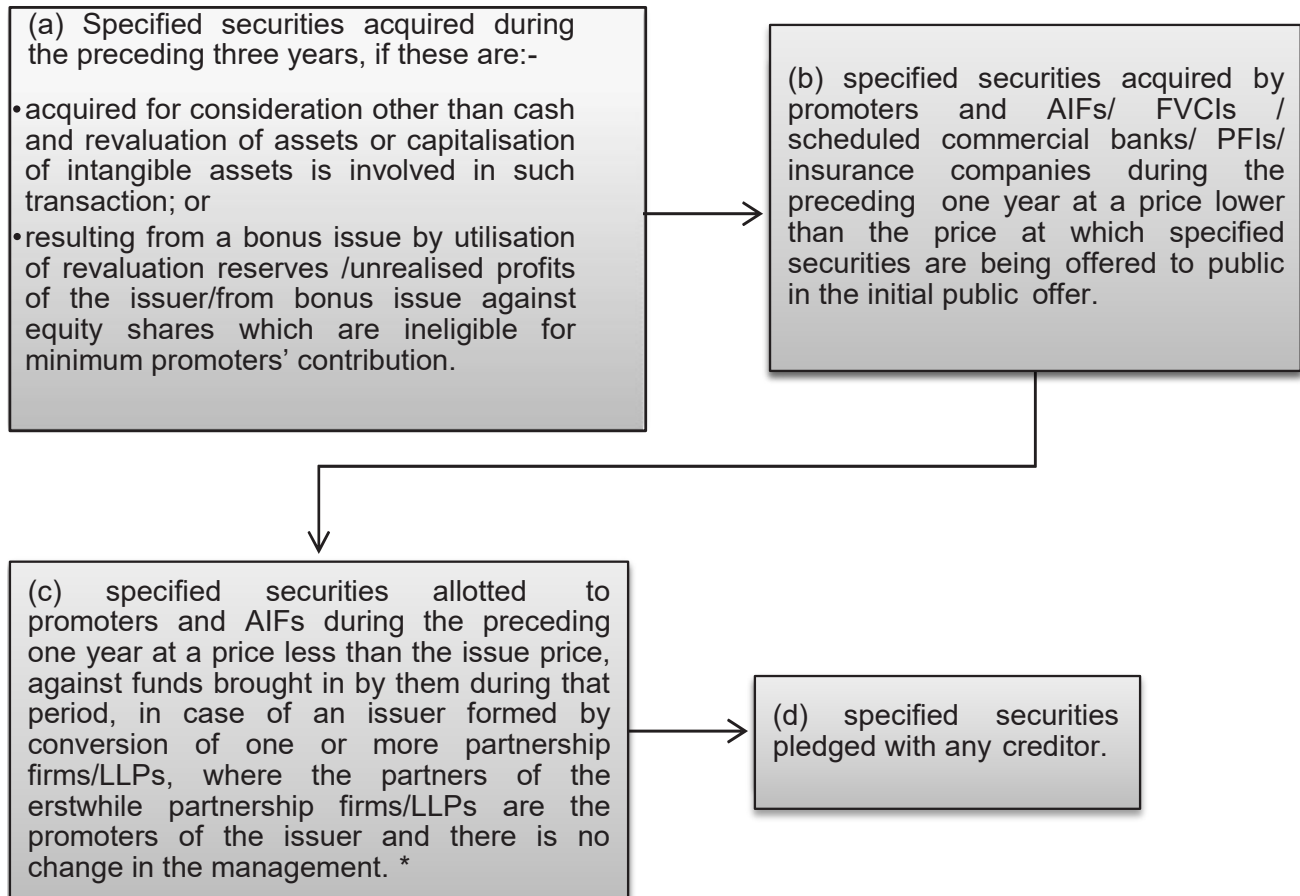 (a) Specified securities acquired during
the preceding three years, if these are:-
•acquired for consideration other than cash
and revaluation of assets or capitalisation
of intangible assets is involved in such
transaction; or
•resulting from a bonus issue by utilisation
of revaluation reserves /unrealised profits
of the issuer/from bonus issue against
equity shares which are ineligible for
minimum promoters’ contribution.
(b) specified securities acquired by
promoters and AIFs/ FVCIs /
scheduled commercial banks/ PFIs/
insurance companies during the
preceding one year at a price lower
than the price at which specified
securities are being offered to public
in the initial public offer.
(c) specified securities allotted to
promoters and AIFs during the preceding
one year at a price less than the issue price,
against funds brought in by them during that
period, in case of an issuer formed by
conversion of one or more partnership
firms/LLPs, where the partners of the
erstwhile partnership firms/LLPs are the
promoters of the issuer and there is no
change in the management. *
(d) specified securities
pledged with any creditor.